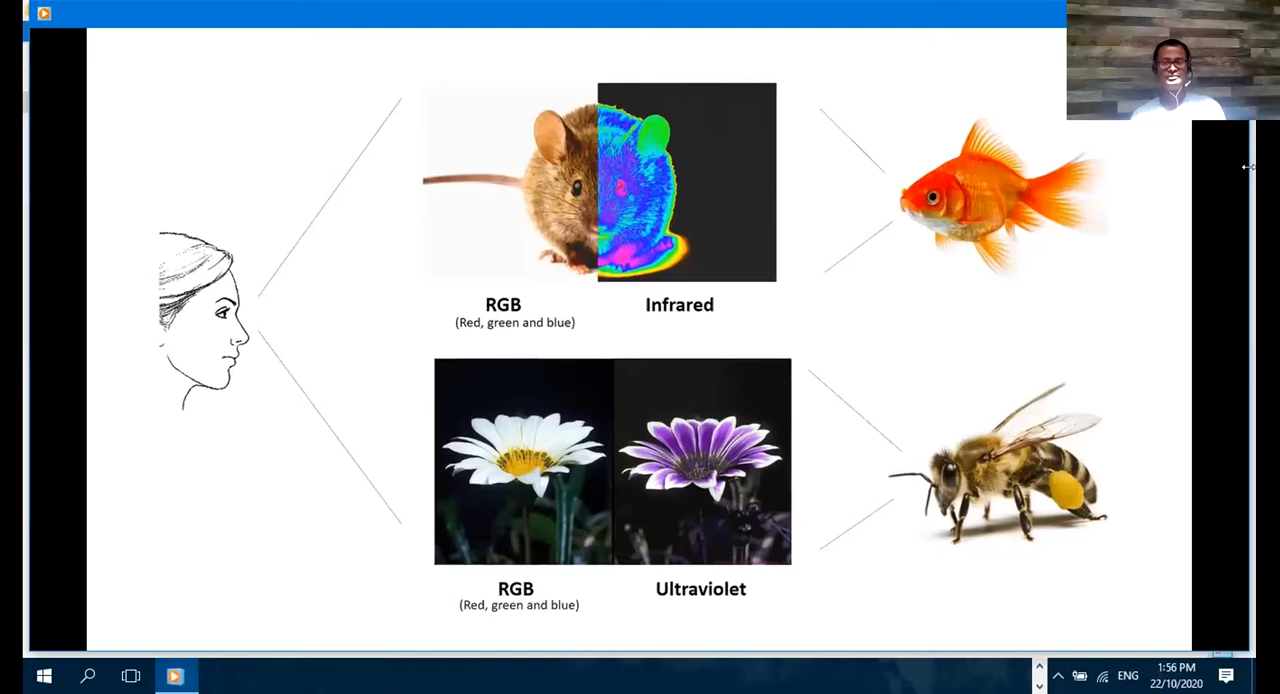 RGB
(Red, green and blue)
Infrared
RGB
(Red, green and blue)
Ultraviolet
ENG
1:56 PM
22/10/2020